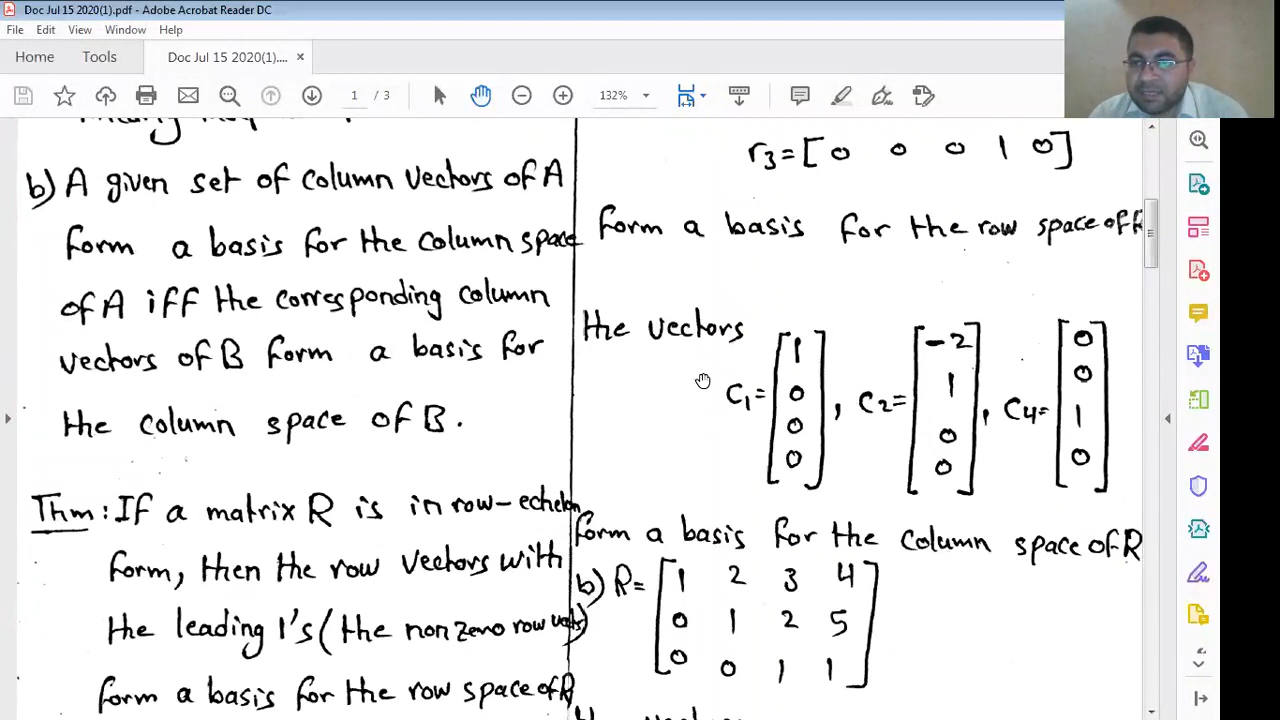 Doc Jul 15 2020(1).pdf - Adobe Acrobat Reader DC
File Edit View Window Help
Home Tools Doc Jul 15 2020(1).... ×
1 / 3 132%
b) A given set of column vectors of A
form a basis for the column space
of A iff the corresponding column
vectors of B form a basis for
the column space of B.
Thm: If a matrix R is in row-echelon
form, then the row vectors with
the leading 1's (the nonzero row
form a basis for the row space of R
r3 = [0 0 0 1 0]
form a basis for the row space of R
the vectors
C1 = [1 0 0 0], C2 = [-2 1 0 0], C4 = [0 0 1 0]
form a basis for the column space of R
b) R = [1 2 3 4
0 1 2 5
0 0 1 1]